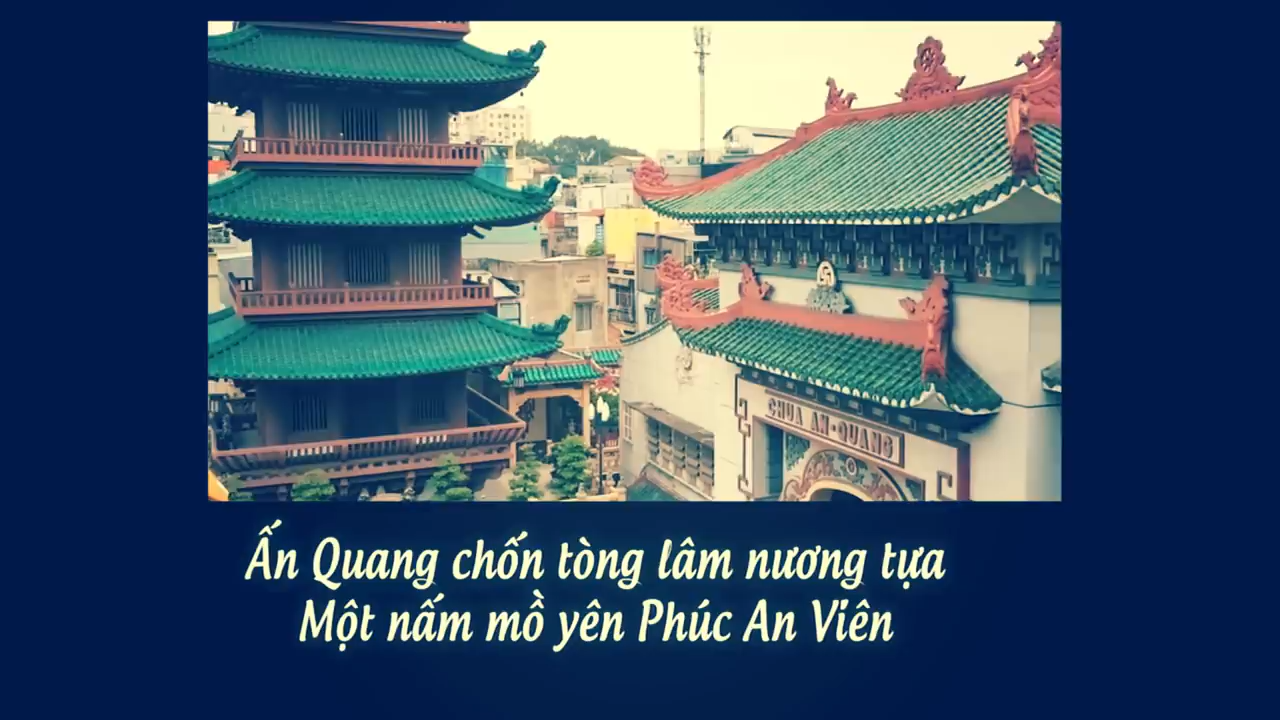 CHUA AN-QUANG
Ấn Quang chốn tòng lâm nương tựa
Một nấm mồ yên Phúc An Viên